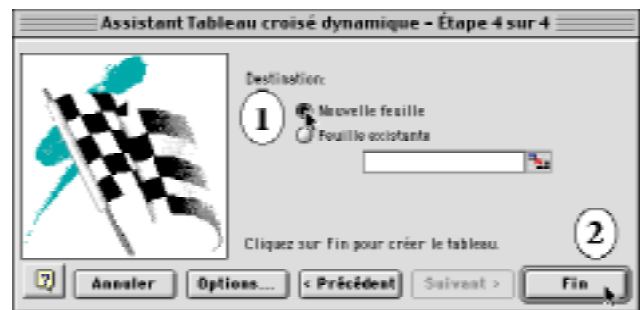 Assistant Tableau croisé dynamique - Étape 4 sur 4
Destination:
1
Nouvelle feuille
Feuille existante
Cliquez sur Fin pour créer le tableau.
2
?
Annuler
Options...
< Précédent
Suivant >
Fin